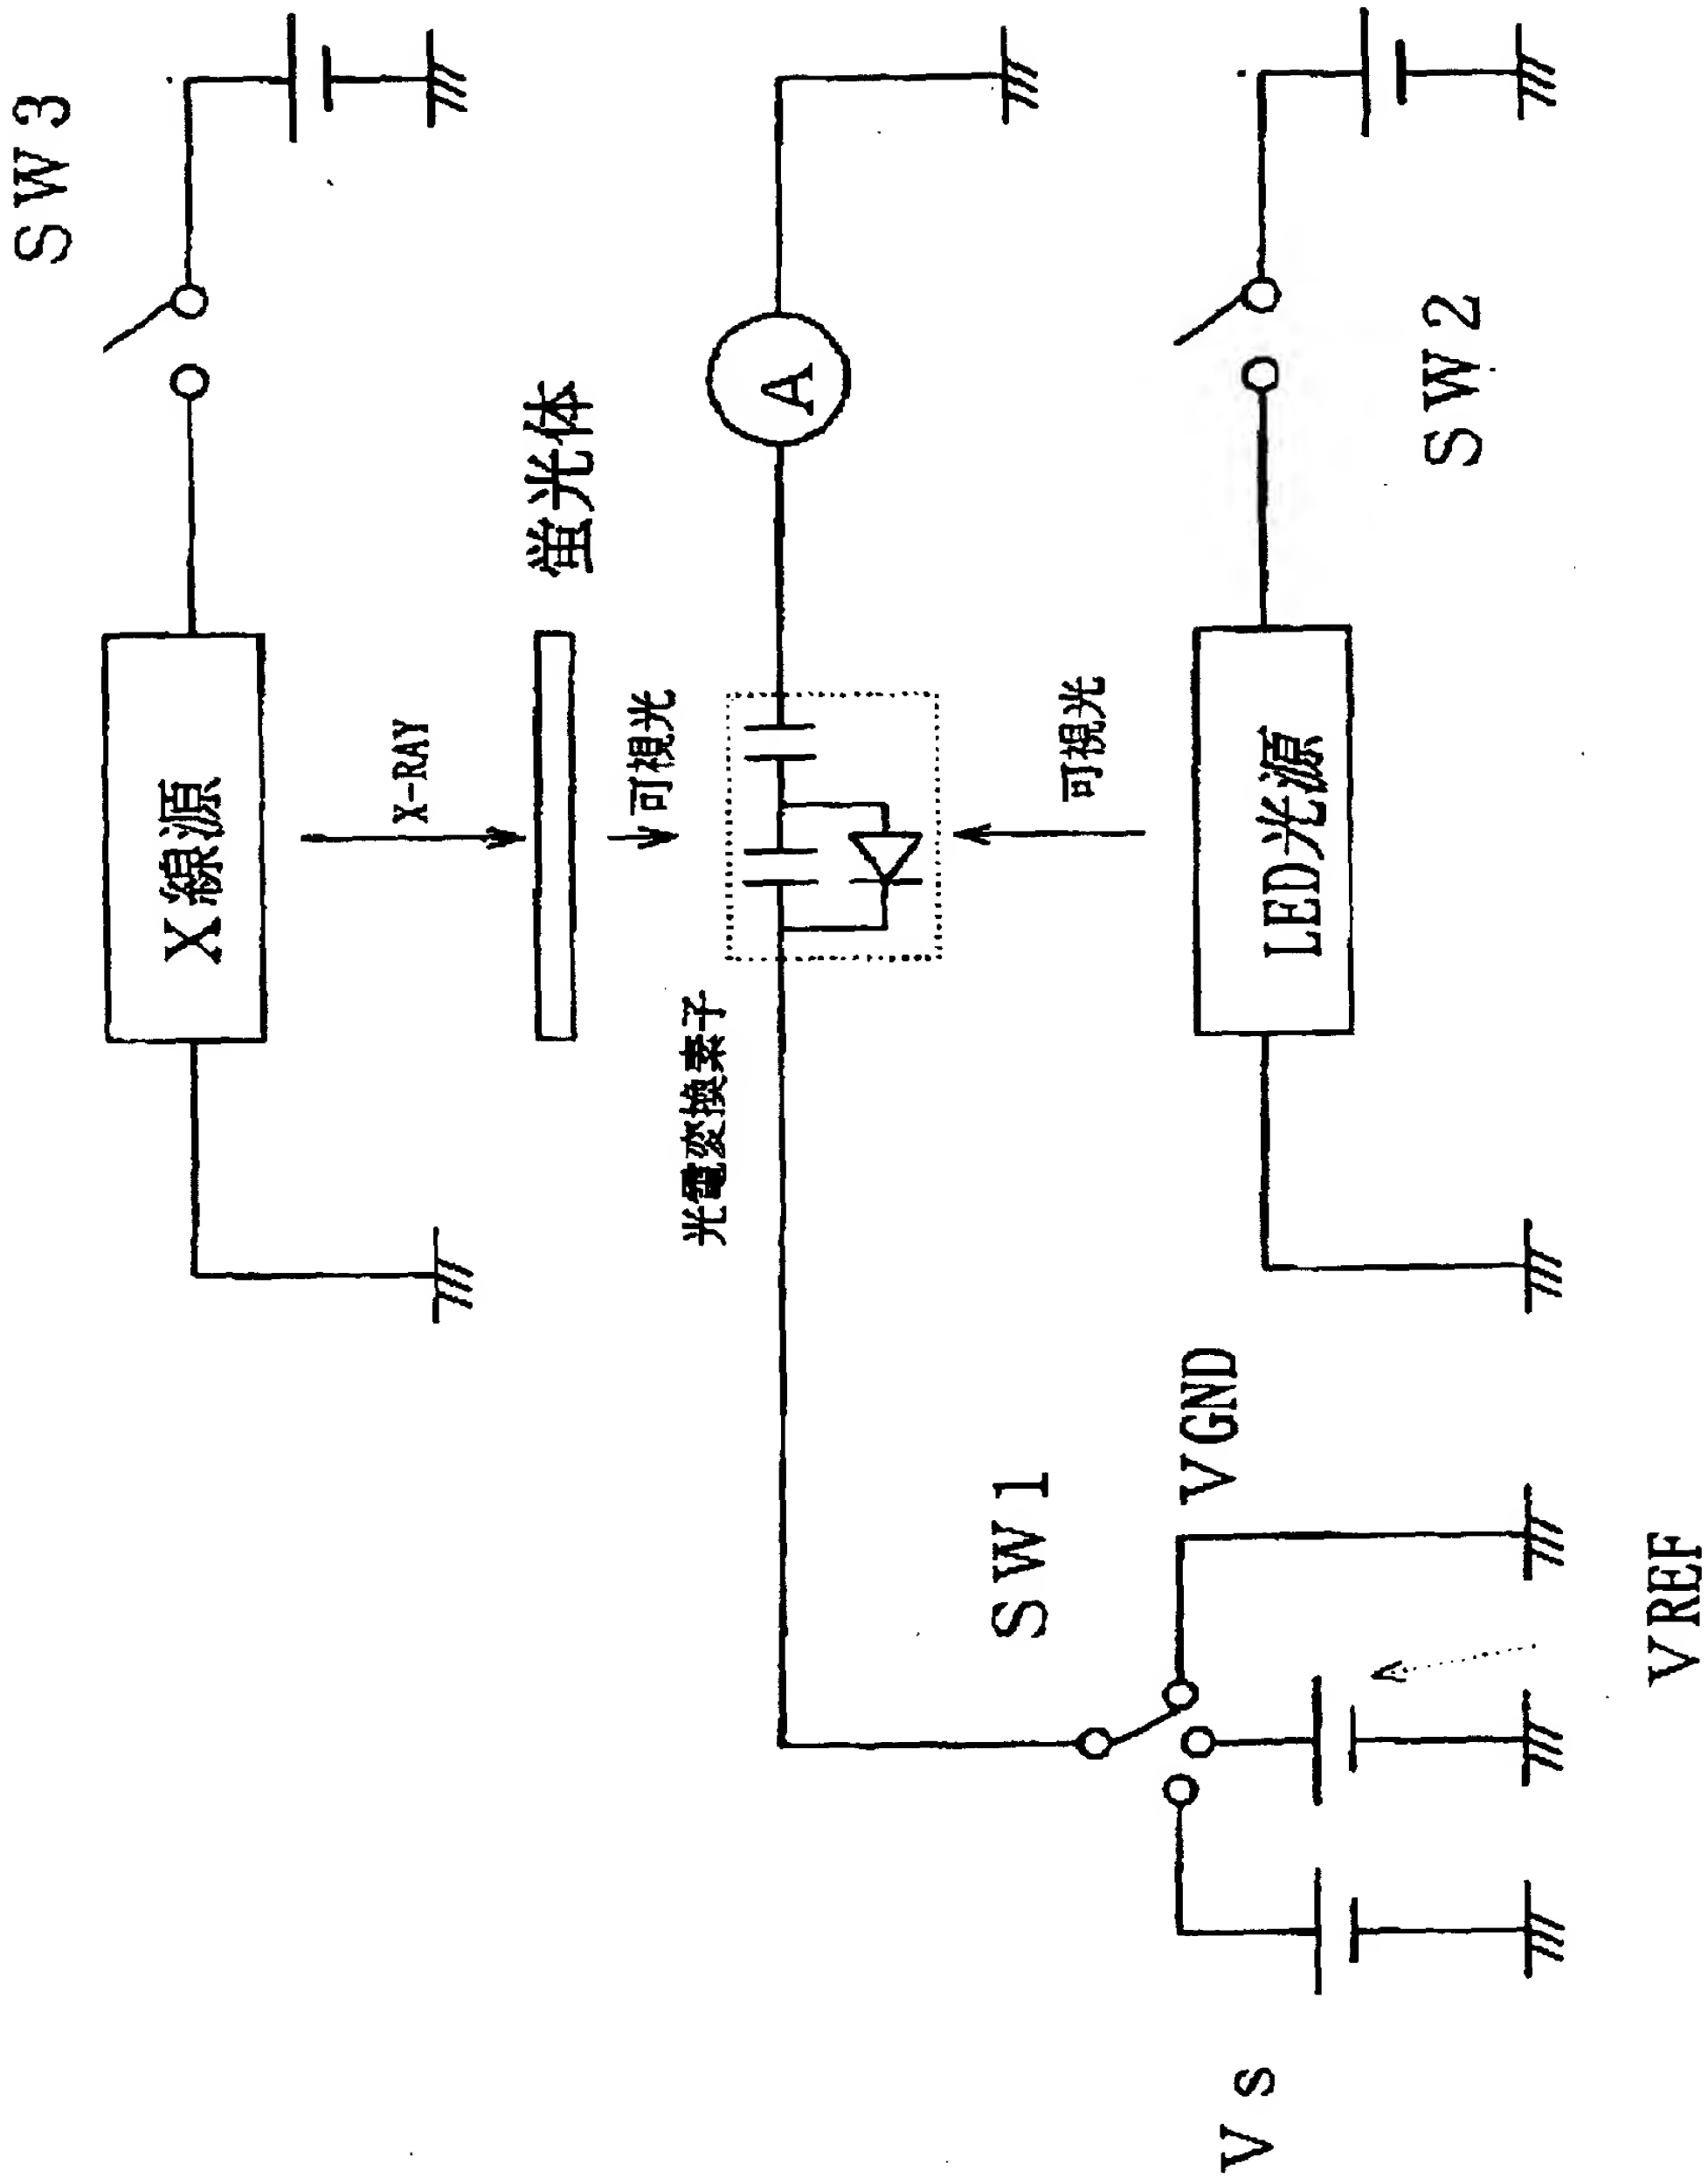 SW3
X線源
X-RAY
蛍光体
可視光
光電変換素子
A
可視光
LED光源
SW2
SW1
VGND
Vs
VREF